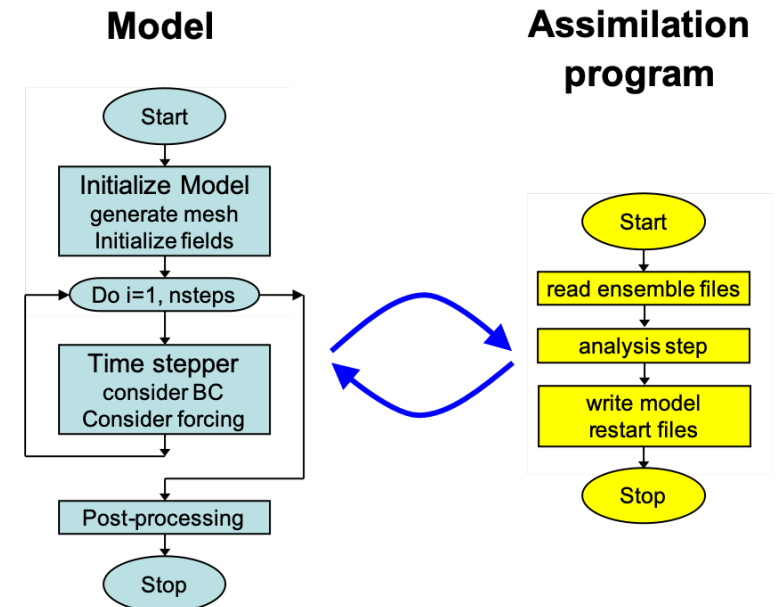 Model
Start
Initialize Model
generate mesh
Initialize fields
Do i=1, nsteps
Time stepper
consider BC
Consider forcing
Post-processing
Stop
Assimilation
program
Start
read ensemble files
analysis step
write model
restart files
Stop